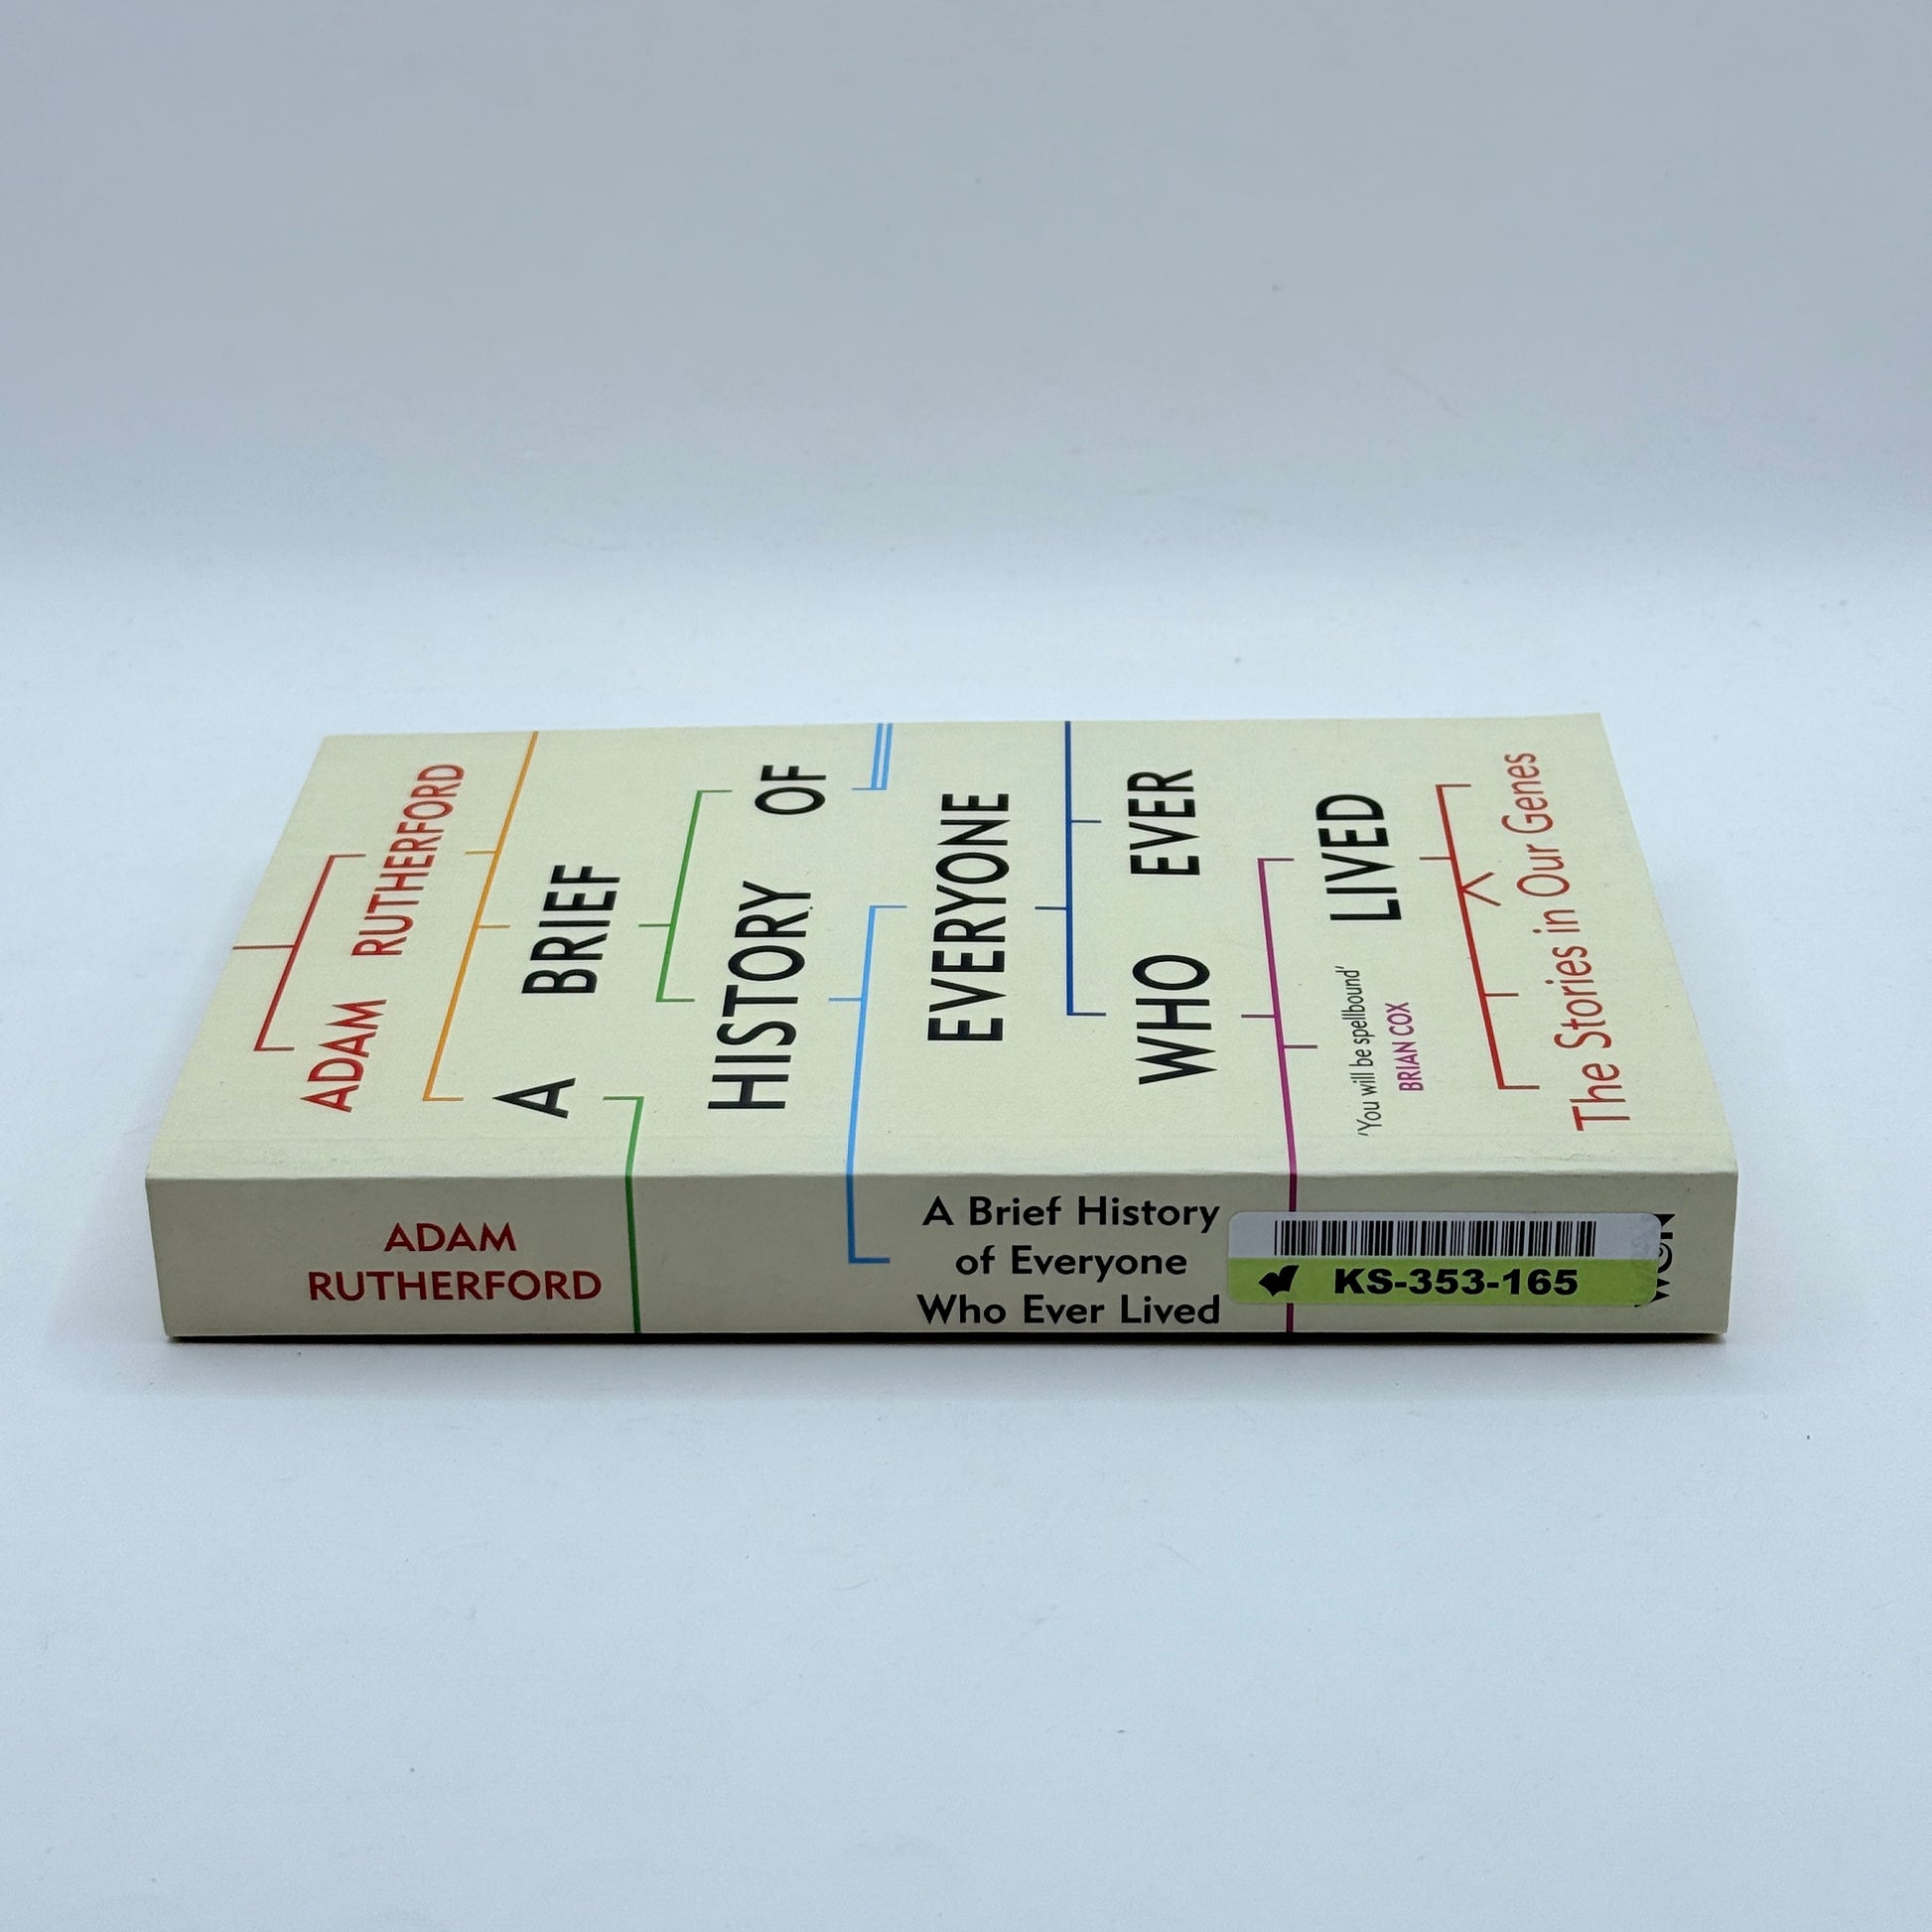 ADAM RUTHERFORD
A BRIEF
HISTORY OF
EVERYONE
WHO EVER
LIVED
'You will be spellbound'
BRIAN COX
The Stories in Our Genes
ADAM
RUTHERFORD
A Brief History
of Everyone
Who Ever Lived
KS-353-165